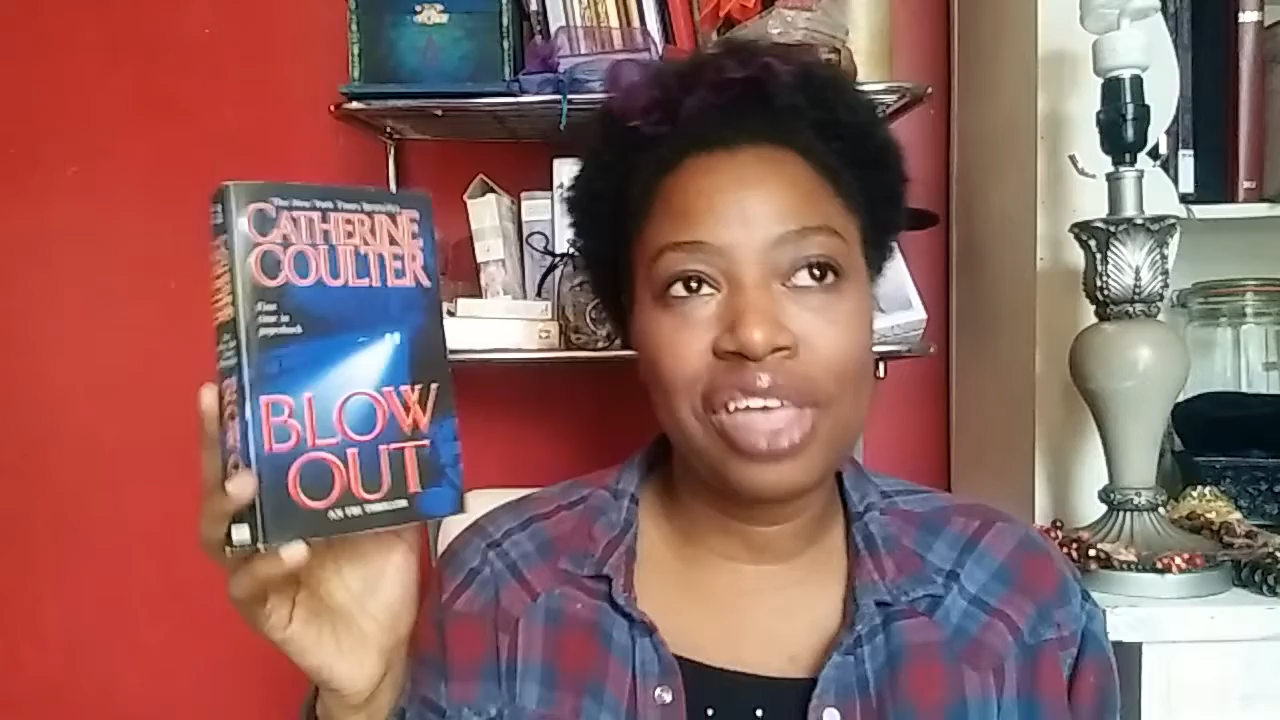 The New York Times Bestseller
CATHERINE
COULTER
First
time in
paperback
BLOW
OUT
AN FBI THRILLER